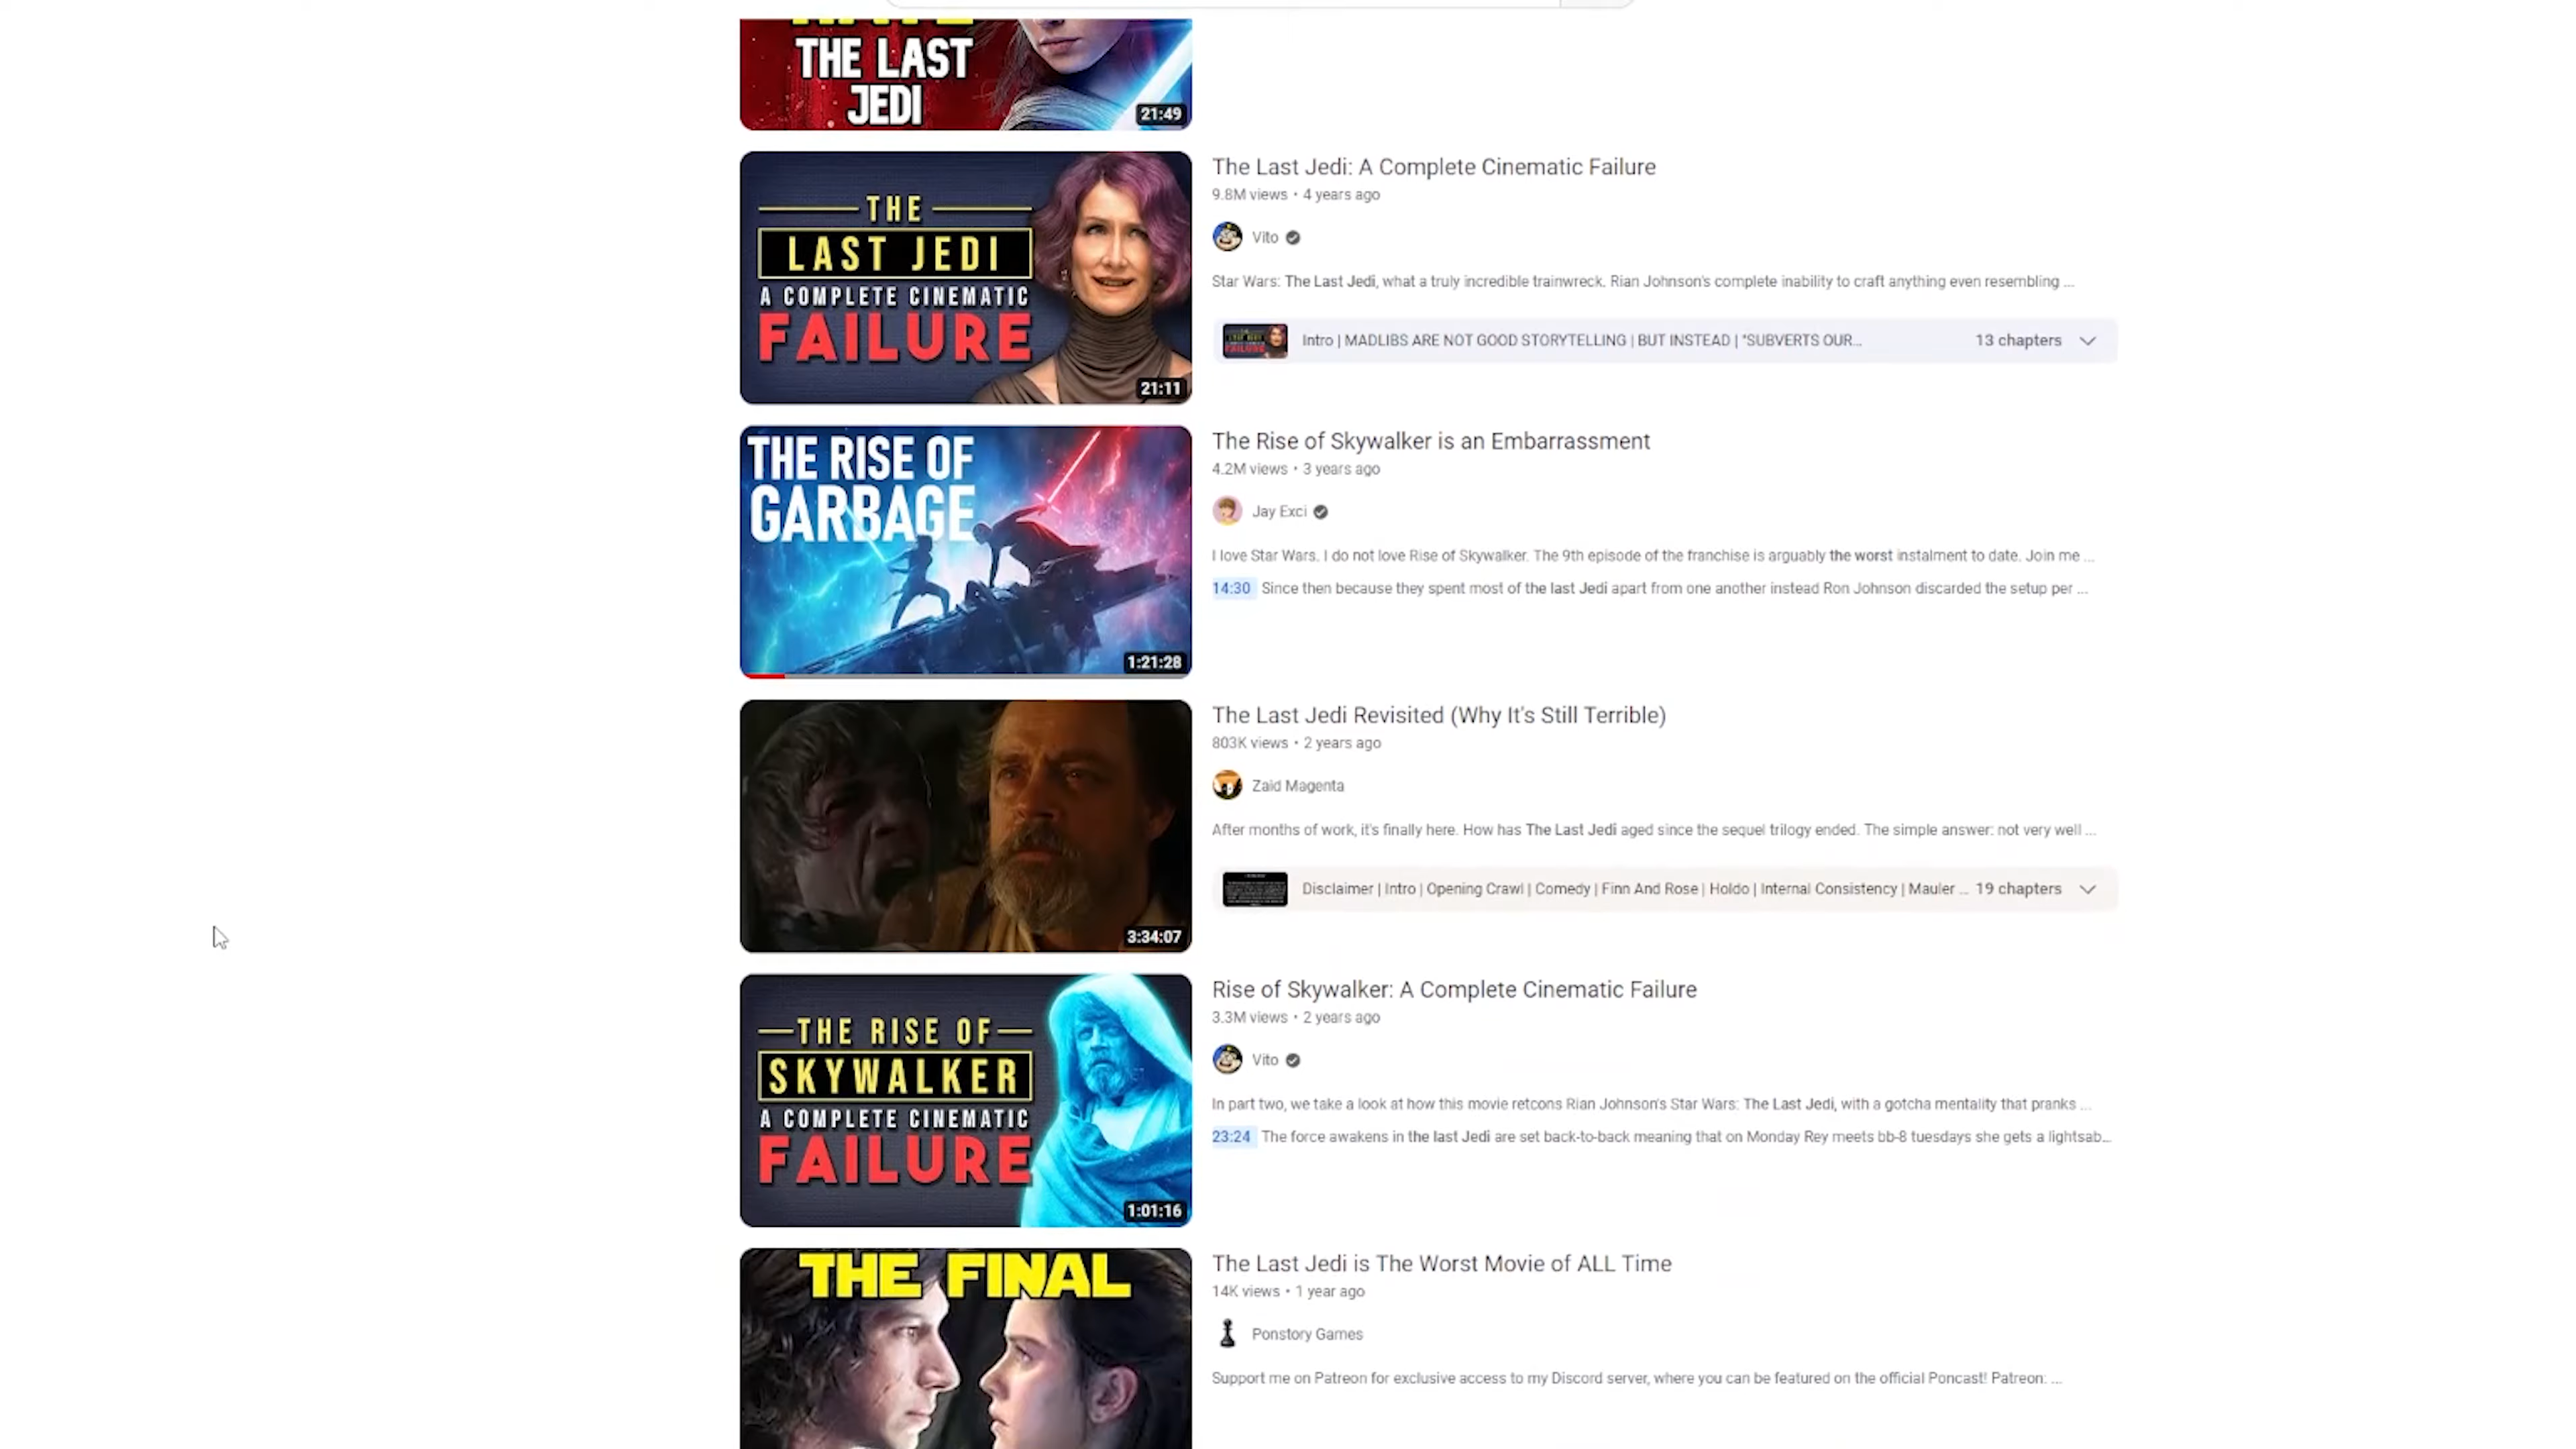 THE LAST
JEDI
21:49
THE
LAST JEDI
A COMPLETE CINEMATIC
FAILURE
21:11
The Last Jedi: A Complete Cinematic Failure
9.8M views • 4 years ago
Vito
Star Wars: The Last Jedi, what a truly incredible trainwreck. Rian Johnson's complete inability to craft anything even resembling ...
Intro | MADLIBS ARE NOT GOOD STORYTELLING | BUT INSTEAD | "SUBVERTS OUR...
13 chapters
THE RISE OF
GARBAGE
1:21:28
The Rise of Skywalker is an Embarrassment
4.2M views • 3 years ago
Jay Exci
I love Star Wars. I do not love Rise of Skywalker. The 9th episode of the franchise is arguably the worst instalment to date. Join me ...
14:30 Since then because they spent most of the last Jedi apart from one another instead Ron Johnson discarded the setup per ...
3:34:07
The Last Jedi Revisited (Why It's Still Terrible)
803K views • 2 years ago
Zaid Magenta
After months of work, it's finally here. How has The Last Jedi aged since the sequel trilogy ended. The simple answer: not very well ...
Disclaimer | Intro | Opening Crawl | Comedy | Finn And Rose | Holdo | Internal Consistency | Mauler ... 19 chapters
THE RISE OF
SKYWALKER
A COMPLETE CINEMATIC
FAILURE
1:01:16
Rise of Skywalker: A Complete Cinematic Failure
3.3M views • 2 years ago
Vito
In part two, we take a look at how this movie retcons Rian Johnson's Star Wars: The Last Jedi, with a gotcha mentality that pranks ...
23:24 The force awakens in the last Jedi are set back-to-back meaning that on Monday Rey meets bb-8 tuesdays she gets a lightsab...
THE FINAL
The Last Jedi is The Worst Movie of ALL Time
14K views • 1 year ago
Ponstory Games
Support me on Patreon for exclusive access to my Discord server, where you can be featured on the official Poncast! Patreon: ...